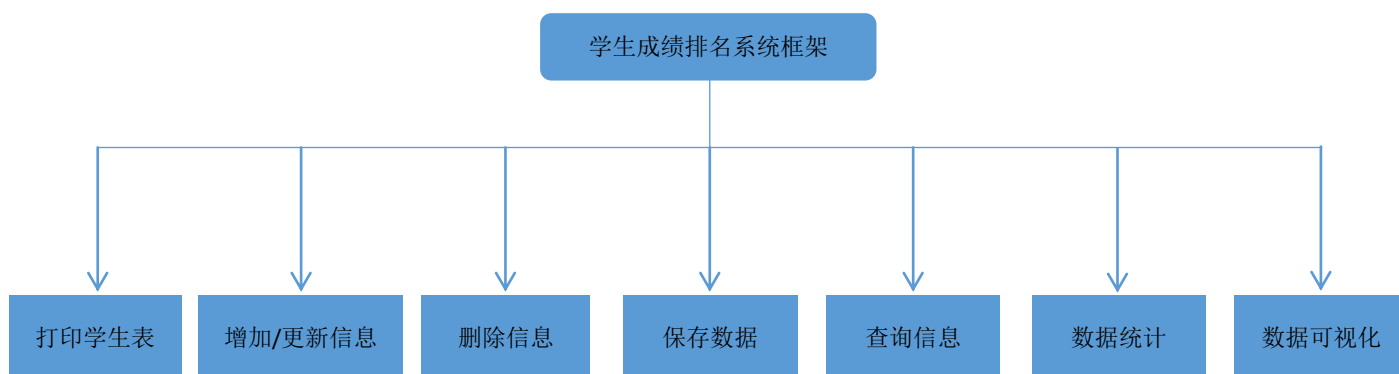 学生成绩排名系统框架
打印学生表
增加/更新信息
删除信息
保存数据
查询信息
数据统计
数据可视化